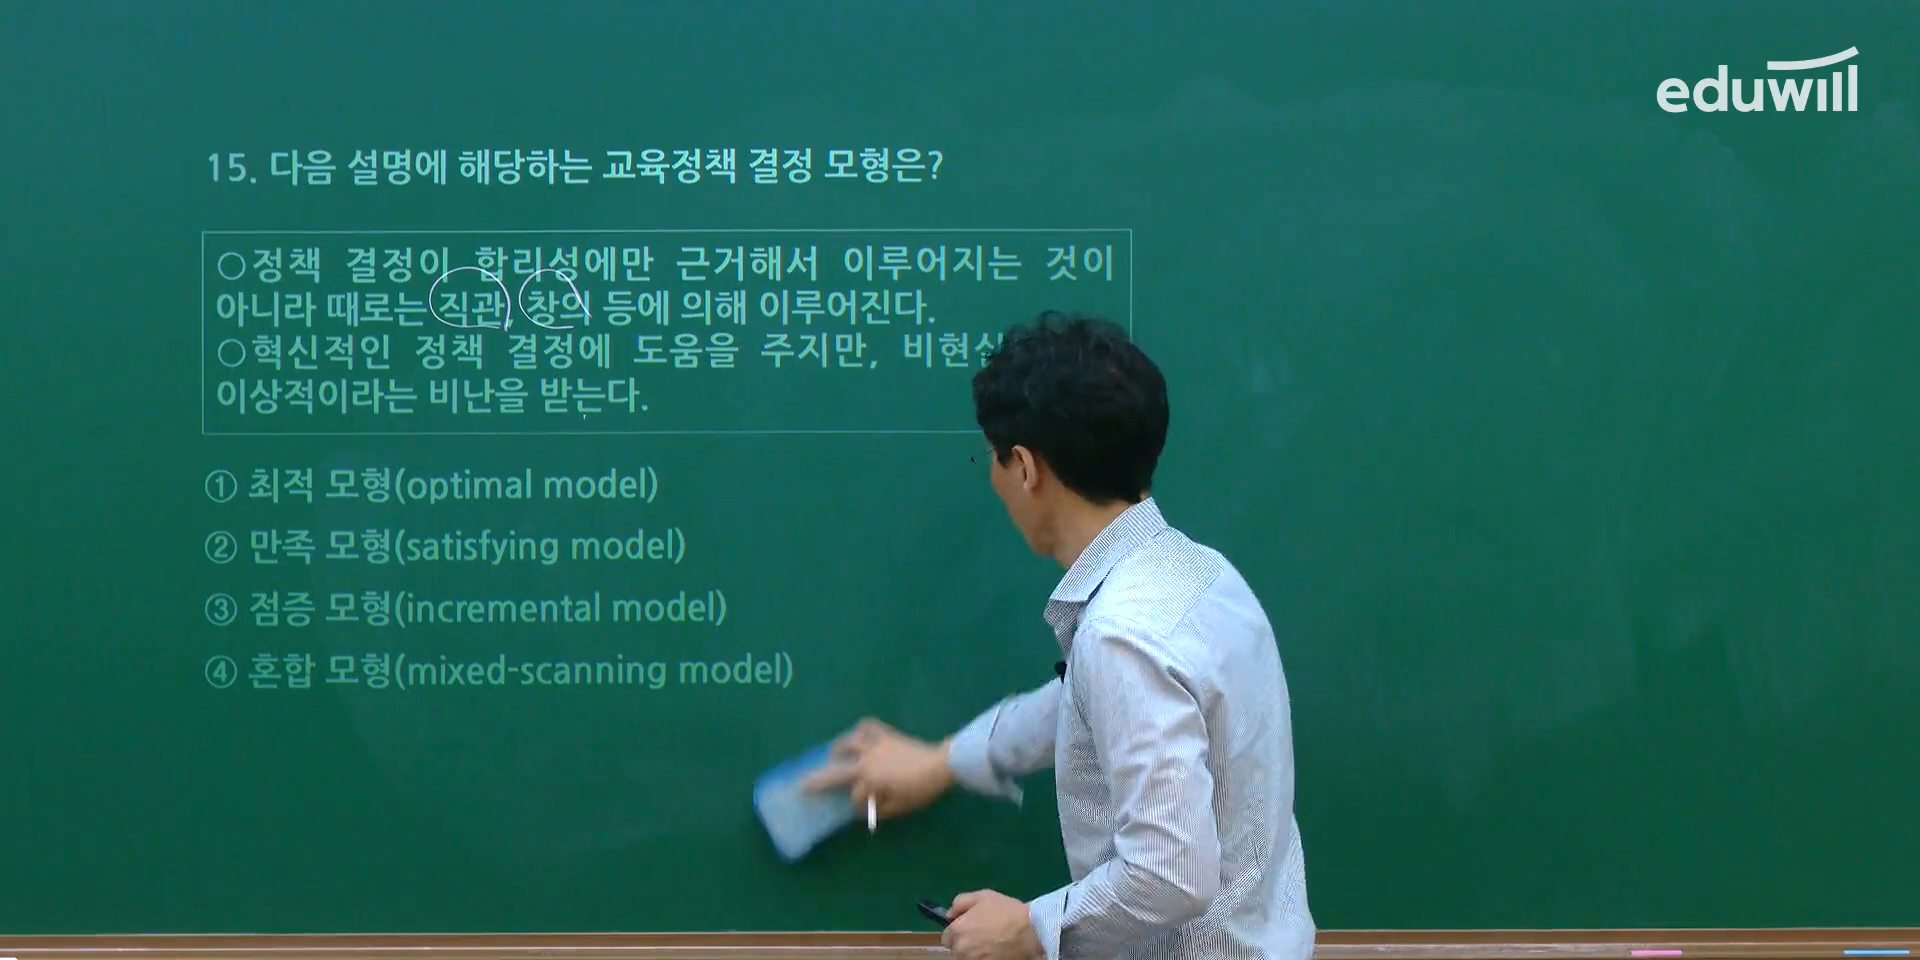 eduwill
15. 다음 설명에 해당하는 교육정책 결정 모형은?
○정책 결정이 합리성에만 근거해서 이루어지는 것이
아니라 때로는 직관, 창의 등에 의해 이루어진다.
○혁신적인 정책 결정에 도움을 주지만,
이상적이라는 비난을 받는다.
① 최적 모형(optimal model)
② 만족 모형(satisfying model)
③ 점증 모형(incremental model)
④ 혼합 모형(mixed-scanning model)